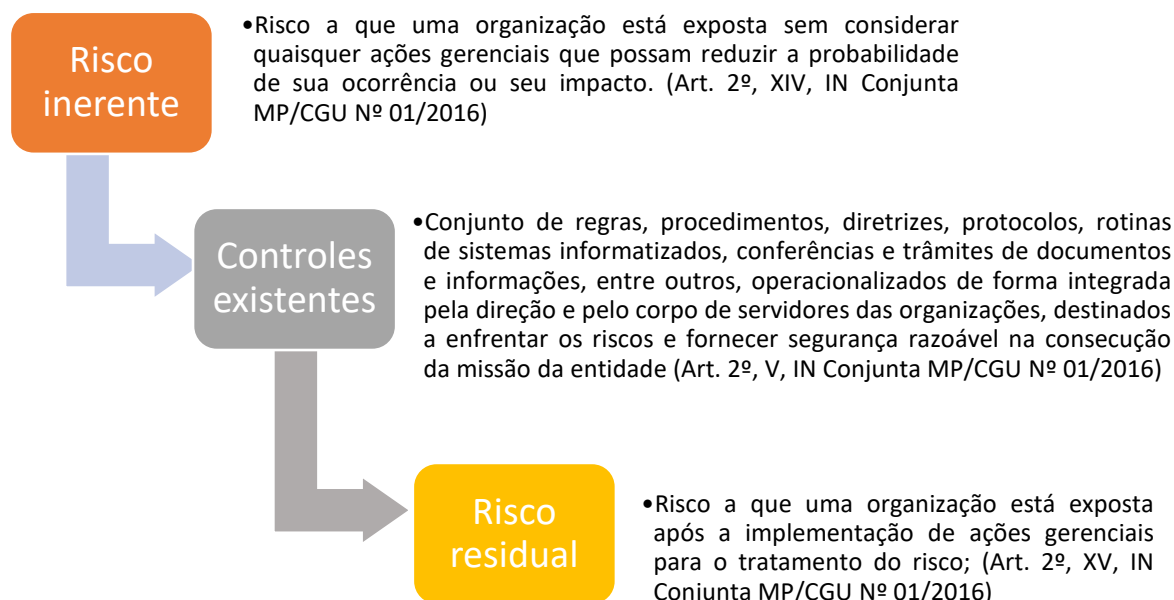 Risco
inerente
•Risco a que uma organização está exposta sem considerar
quaisquer ações gerenciais que possam reduzir a probabilidade
de sua ocorrência ou seu impacto. (Art. 2º, XIV, IN Conjunta
MP/CGU Nº 01/2016)
Controles
existentes
•Conjunto de regras, procedimentos, diretrizes, protocolos, rotinas
de sistemas informatizados, conferências e trâmites de documentos
e informações, entre outros, operacionalizados de forma integrada
pela direção e pelo corpo de servidores das organizações, destinados
a enfrentar os riscos e fornecer segurança razoável na consecução
da missão da entidade (Art. 2º, V, IN Conjunta MP/CGU Nº 01/2016)
Risco
residual
•Risco a que uma organização está exposta
após a implementação de ações gerenciais
para o tratamento do risco; (Art. 2º, XV, IN
Conjunta MP/CGU Nº 01/2016)